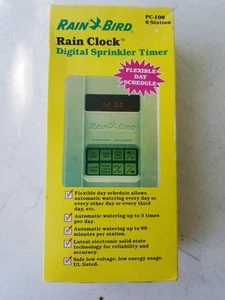 RAIN BIRD
PC-106
6 Station
Rain Clock™
Digital Sprinkler Timer
FLEXIBLE
DAY
SCHEDULE
RAIN BIRD
Flexible day schedule allows
automatic watering every day or
every other day or every third
day, etc.
Automatic watering up to 3 times
per day.
Automatic watering up to 99
minutes per station.
Latest electronic solid-state
technology for reliability and
accuracy.
Safe low voltage, low energy usage,
UL listed.